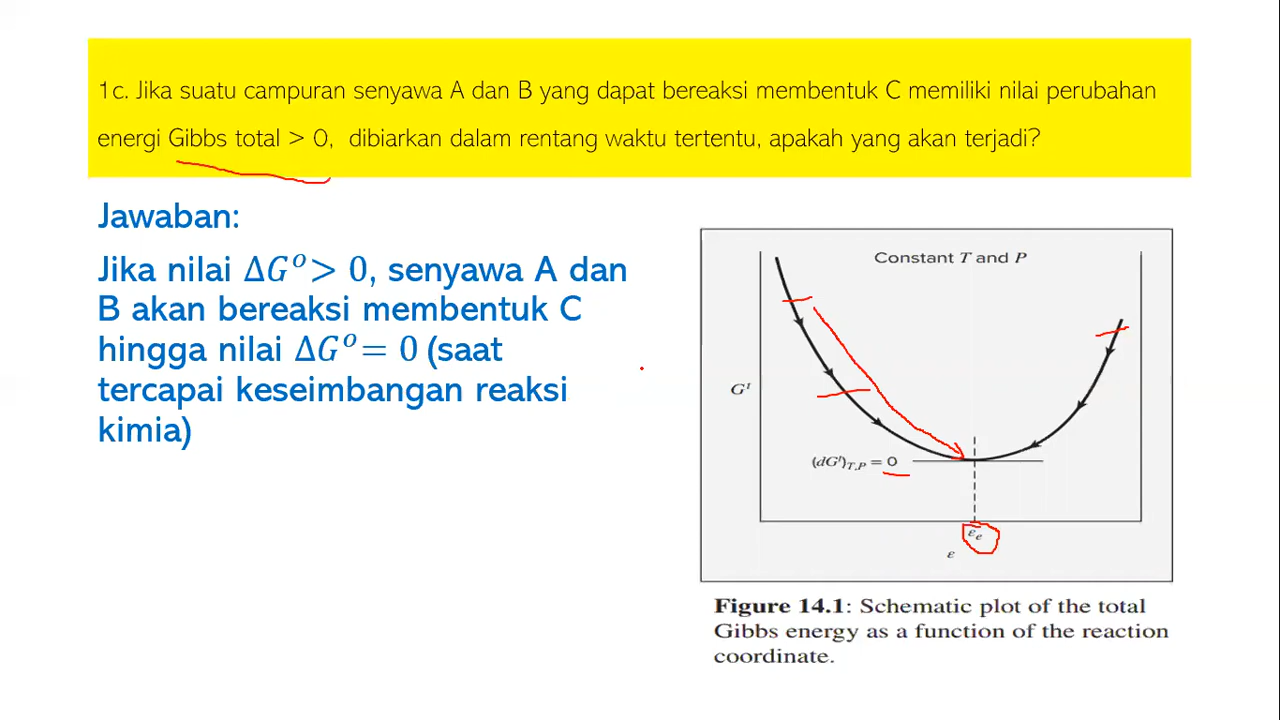 1c. Jika suatu campuran senyawa A dan B yang dapat bereaksi membentuk C memiliki nilai perubahan
energi Gibbs total > 0, dibiarkan dalam rentang waktu tertentu, apakah yang akan terjadi?
Jawaban:
Jika nilai ΔG° > 0, senyawa A dan
B akan bereaksi membentuk C
hingga nilai ΔG° = 0 (saat
tercapai keseimbangan reaksi
kimia)
Constant T and P
Gᵗ
(dGᵗ)T,P = 0
εe
ε
Figure 14.1: Schematic plot of the total
Gibbs energy as a function of the reaction
coordinate.